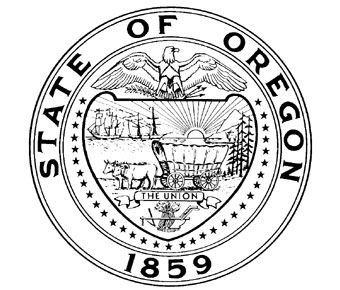 STATE OF OREGON
THE UNION
1859